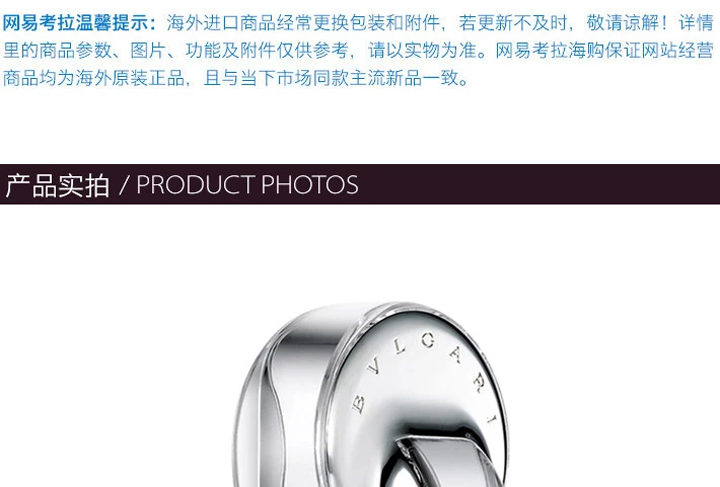 网易考拉温馨提示：海外进口商品经常更换包装和附件，若更新不及时，敬请谅解！详情
里的商品参数、图片、功能及附件仅供参考，请以实物为准。网易考拉海购保证网站经营
商品均为海外原装正品，且与当下市场同款主流新品一致。
产品实拍 / PRODUCT PHOTOS
BVLGARI